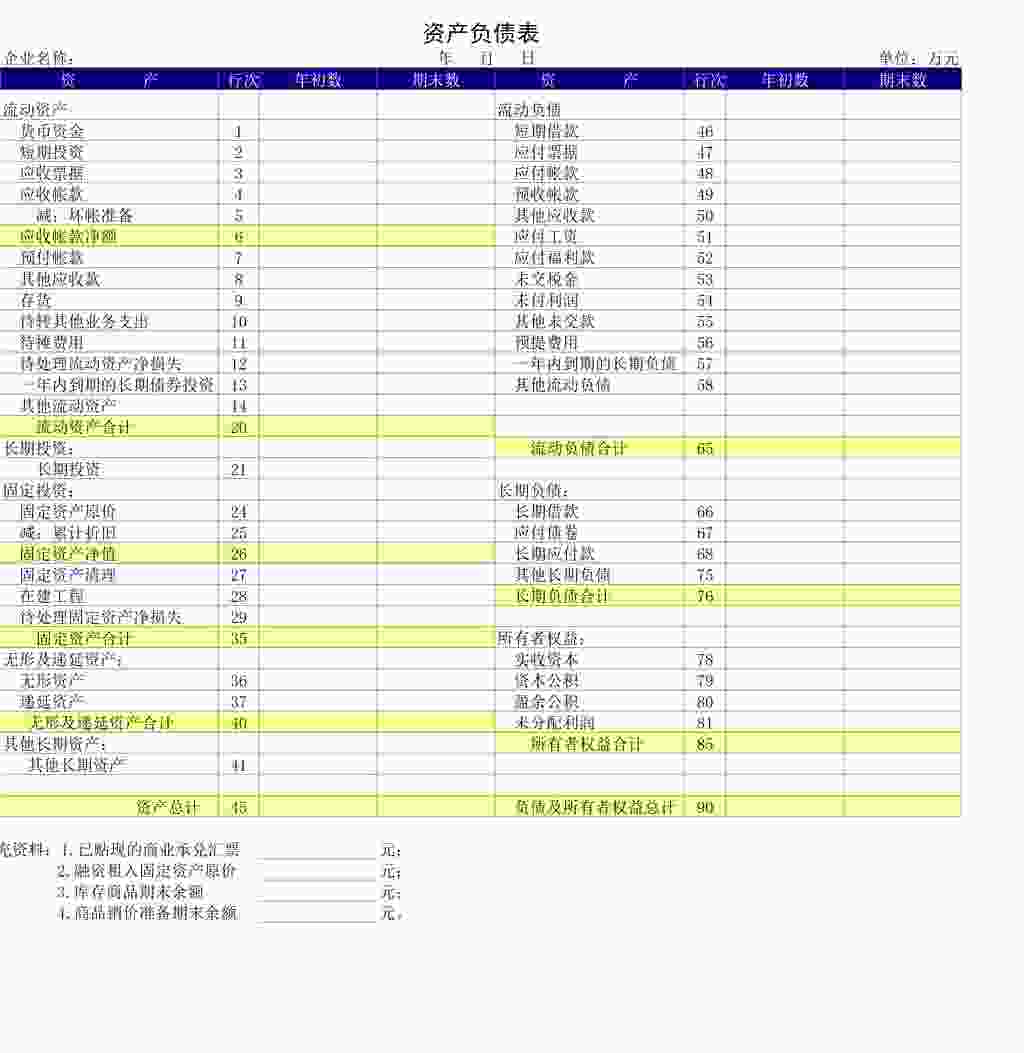 资产负债表
企业名称: 年 月 日 单位: 万元
资 产 行次 年初数 期末数 资 产 行次 年初数 期末数
流动资产 流动负债
货币资金 1 短期借款 46
短期投资 2 应付票据 47
应收票据 3 应付帐款 48
应收帐款 4 预收帐款 49
减: 坏帐准备 5 其他应收款 50
应收帐款净额 6 应付工资 51
预付帐款 7 应付福利款 52
其他应收款 8 未交税金 53
存货 9 未付利润 54
待转其他业务支出 10 其他未交款 55
待摊费用 11 预提费用 56
待处理流动资产净损失 12 一年内到期的长期负债 57
一年内到期的长期债券投资 13 其他流动负债 58
其他流动资产 14
流动资产合计 20
长期投资: 流动负债合计 65
长期投资 21
固定投资: 长期负债:
固定资产原价 24 长期借款 66
减: 累计折旧 25 应付债卷 67
固定资产净值 26 长期应付款 68
固定资产清理 27 其他长期负债 75
在建工程 28 长期负债合计 76
待处理固定资产净损失 29
固定资产合计 35 所有者权益:
无形及递延资产: 实收资本 78
无形资产 36 资本公积 79
递延资产 37 盈余公积 80
无形及递延资产合计 40 未分配利润 81
其他长期资产: 所有者权益合计 85
其他长期资产 41
资产总计 45 负债及所有者权益总计 90
充资料: 1.已贴现的商业承兑汇票 元;
2.融资租入固定资产原价 元;
3.库存商品期末余额 元;
4.商品销价准备期末余额 元。